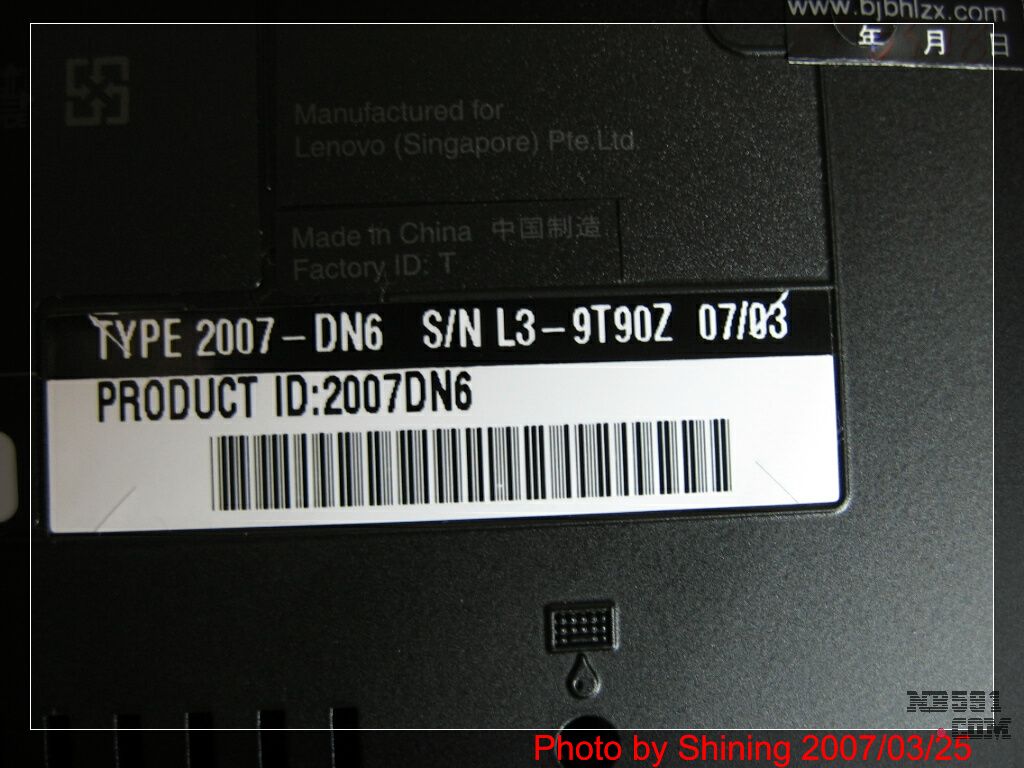 www.bjbhlzx.com
年 月 日
Manufactured for
Lenovo (Singapore) Pte.Ltd
Made in China 中国制造
Factory ID: T
TYPE 2007-DN6 S/N L3-9T90Z 07/03
PRODUCT ID:2007DN6
NB591
.COM
Photo by Shining 2007/03/25